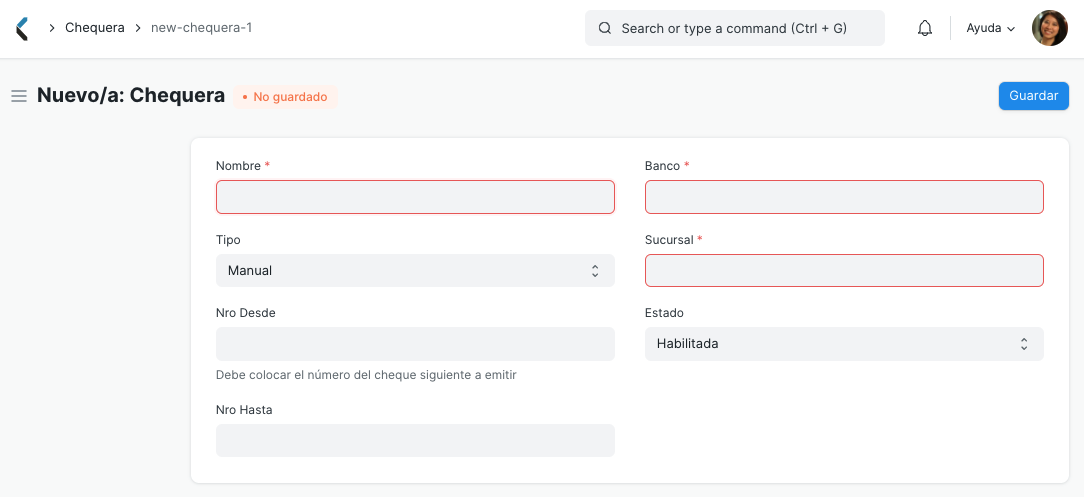 Chequera
new-chequera-1
Search or type a command (Ctrl + G)
Ayuda
Nuevo/a: Chequera
• No guardado
Guardar
Nombre *
Banco *
Tipo
Manual
Sucursal *
Nro Desde
Debe colocar el número del cheque siguiente a emitir
Estado
Habilitada
Nro Hasta